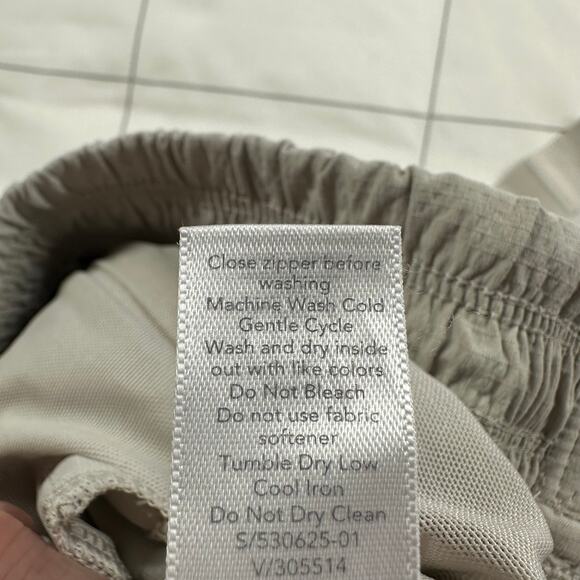 Close zipper before
washing
Machine Wash Cold
Gentle Cycle
Wash and dry inside
out with like colors
Do Not Bleach
Do not use fabric
softener
Tumble Dry Low
Cool Iron
Do Not Dry Clean
S/530625-01
V/305514